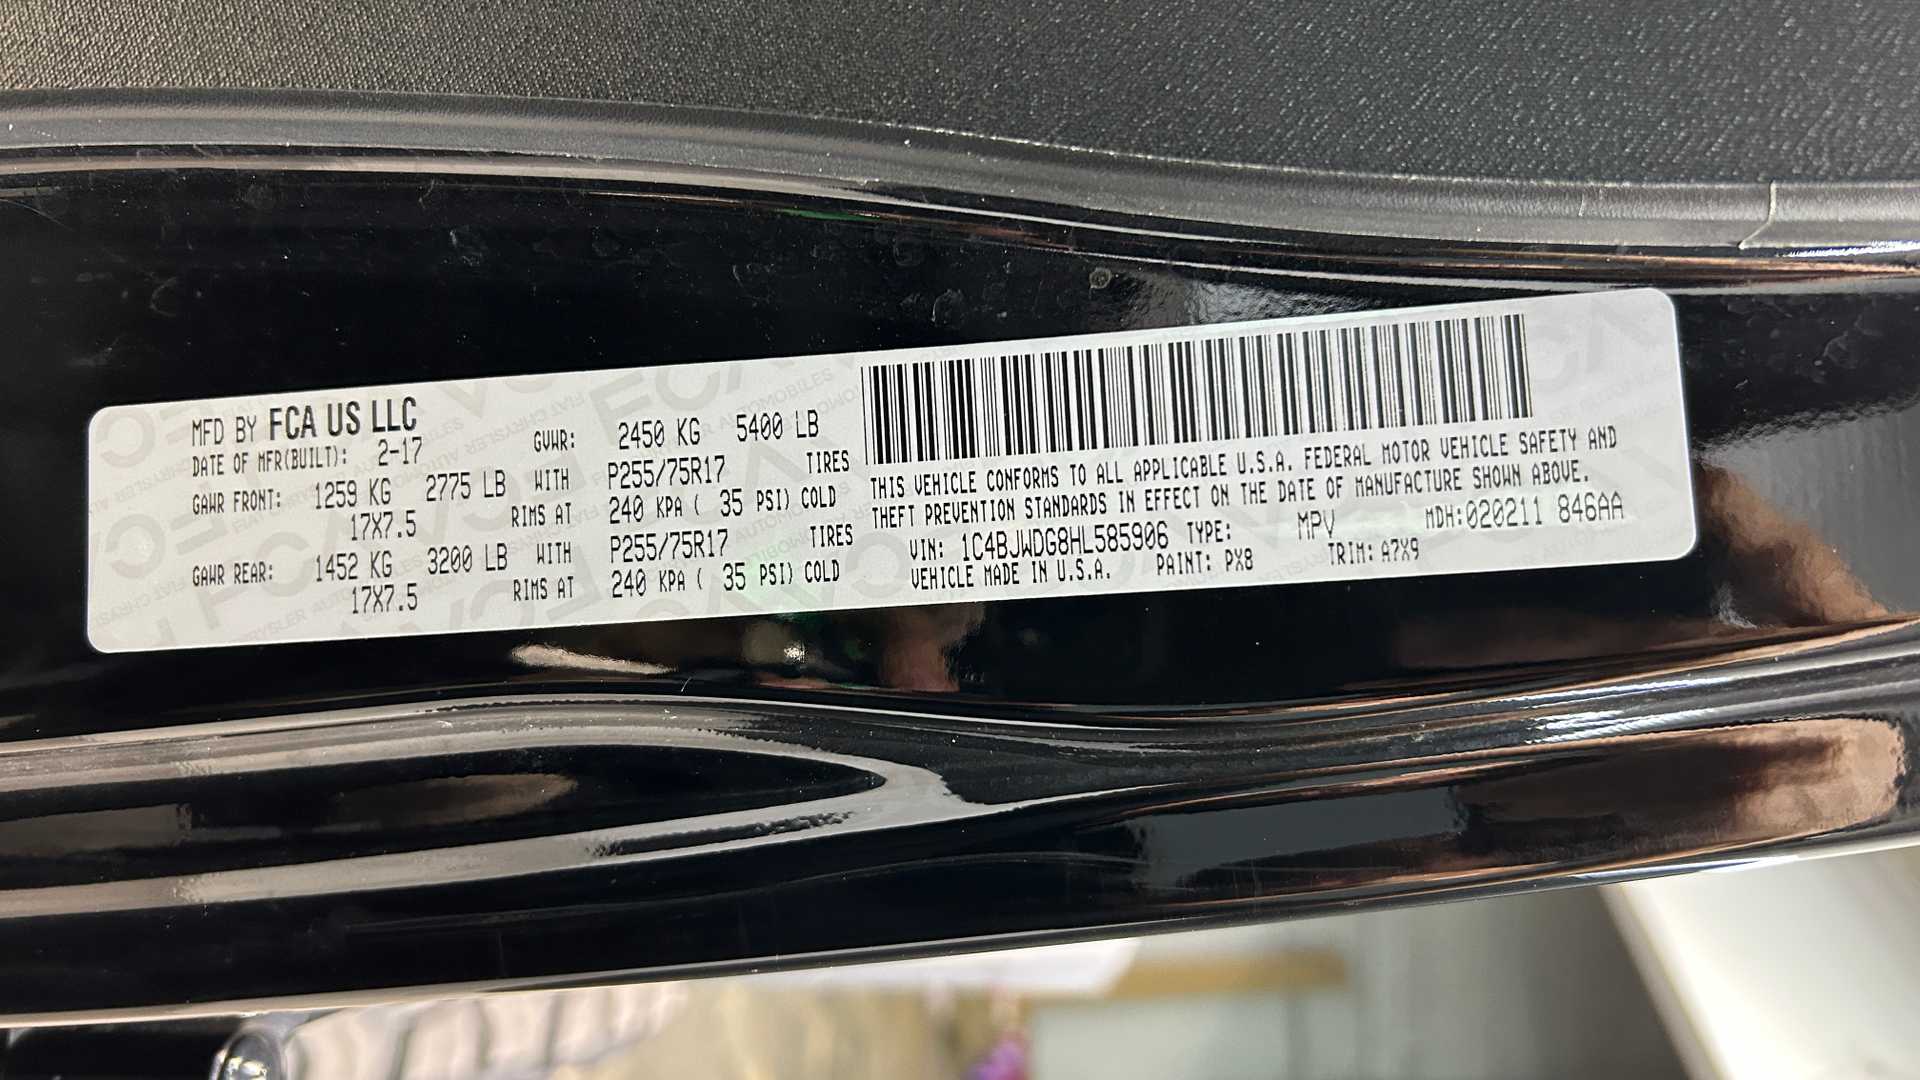 MFD BY FCA US LLC
DATE OF MFR(BUILT): 2-17 GVWR: 2450 KG 5400 LB
GAWR FRONT: 1259 KG 2775 LB WITH P255/75R17 TIRES
17X7.5 RIMS AT 240 KPA ( 35 PSI) COLD
GAWR REAR: 1452 KG 3200 LB WITH P255/75R17 TIRES
17X7.5 RIMS AT 240 KPA ( 35 PSI) COLD
THIS VEHICLE CONFORMS TO ALL APPLICABLE U.S.A. FEDERAL MOTOR VEHICLE SAFETY AND
THEFT PREVENTION STANDARDS IN EFFECT ON THE DATE OF MANUFACTURE SHOWN ABOVE.
VIN: 1C4BJWDG8HL585906 TYPE: MPV MDH:020211 846AA
VEHICLE MADE IN U.S.A. PAINT: PX8 TRIM: A7X9